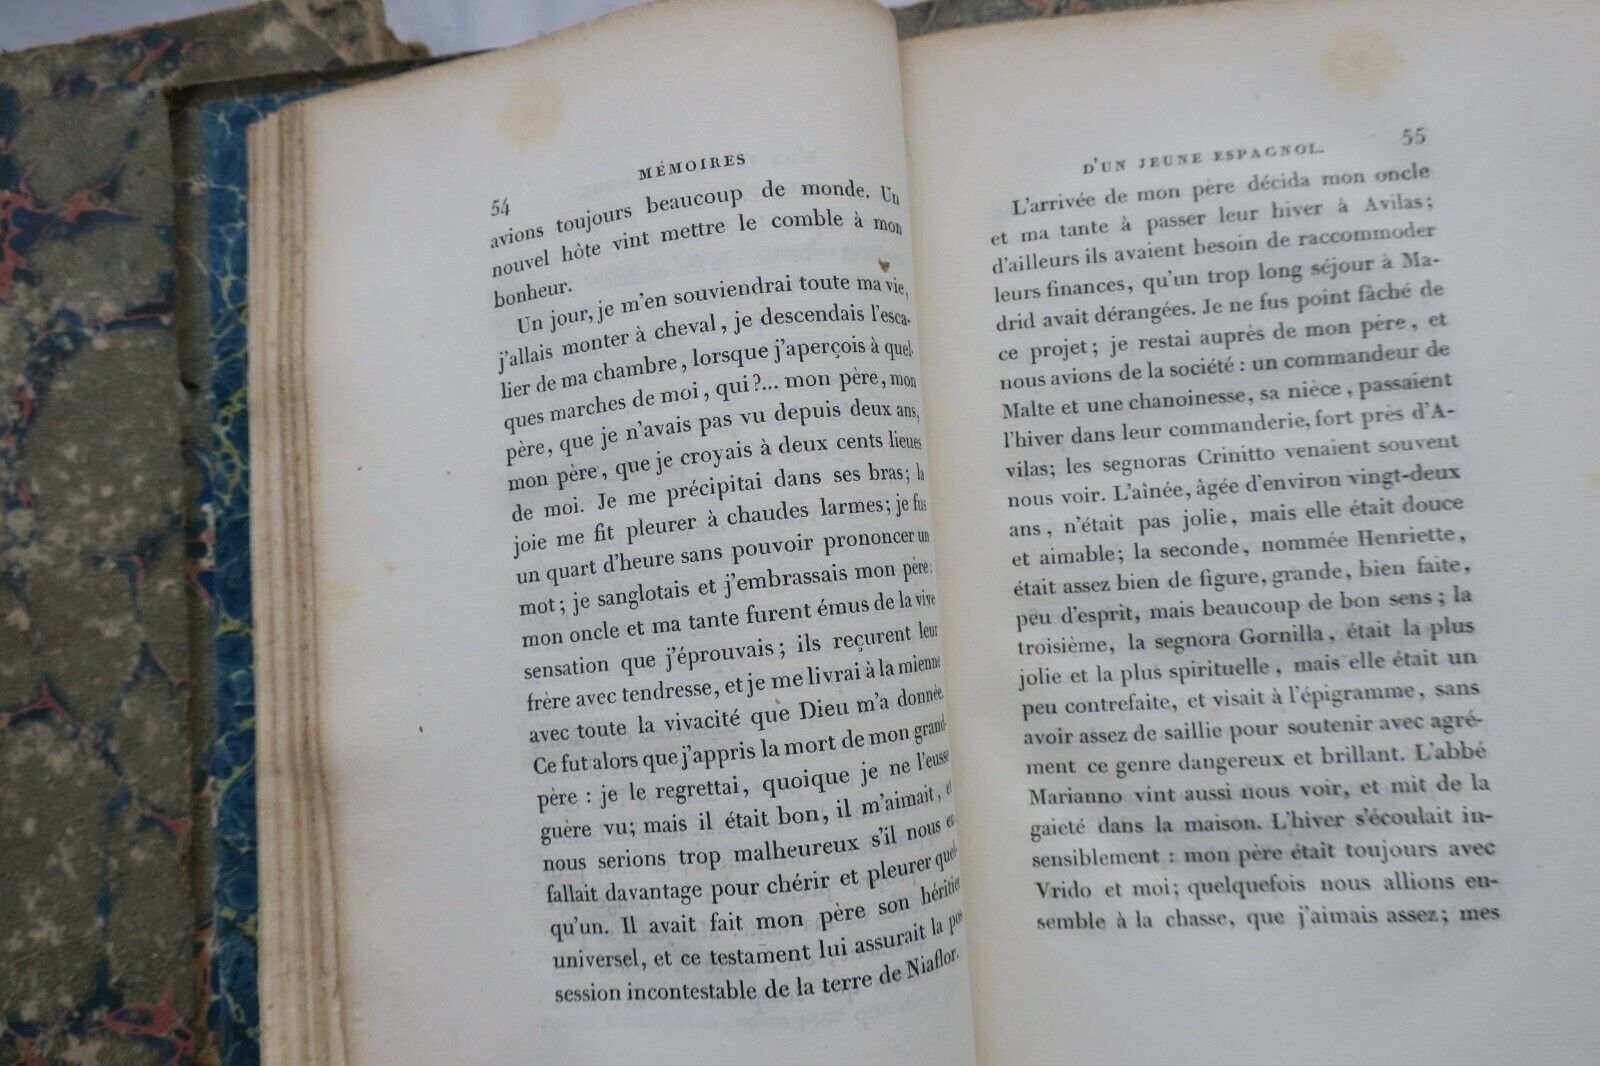 54
MÉMOIRES
avions toujours beaucoup de monde. Un
nouvel hôte vint mettre le comble à mon
bonheur.
Un jour, je m'en souviendrai toute ma vie,
j'allais monter à cheval, je descendais l'esca-
lier de ma chambre, lorsque j'aperçois à quel-
ques marches de moi, qui?... mon père, mon
père, que je n'avais pas vu depuis deux ans,
mon père, que je croyais à deux cents lieues
de moi. Je me précipitai dans ses bras; la
joie me fit pleurer à chaudes larmes; je fus
un quart d'heure sans pouvoir prononcer un
mot; je sanglotais et j'embrassais mon père:
mon oncle et ma tante furent émus de la vive
sensation que j'éprouvais; ils reçurent leur
frère avec tendresse, et je me livrai à la mienne
avec toute la vivacité que Dieu m'a donnée.
Ce fut alors que j'appris la mort de mon grand-
père: je le regrettai, quoique je ne l'eusse
guère vu; mais il était bon, il m'aimait, et
nous serions trop malheureux s'il nous en
fallait davantage pour chérir et pleurer quel-
qu'un. Il avait fait mon père son héritier
universel, et ce testament lui assurait la pos
session incontestable de la terre de Niaflor.
D'UN JEUNE ESPAGNOL.
55
L'arrivée de mon père décida mon oncle
et ma tante à passer leur hiver à Avilas;
d'ailleurs ils avaient besoin de raccommoder
leurs finances, qu'un trop long séjour à Ma-
drid avait dérangées. Je ne fus point fâché de
ce projet; je restai auprès de mon père, et
nous avions de la société: un commandeur de
Malte et une chanoinesse, sa nièce, passaient
l'hiver dans leur commanderie, fort près d'A-
vilas; les segnoras Crinitto venaient souvent
nous voir. L'aînée, âgée d'environ vingt-deux
ans, n'était pas jolie, mais elle était douce
et aimable; la seconde, nommée Henriette,
était assez bien de figure, grande, bien faite,
peu d'esprit, mais beaucoup de bon sens; la
troisième, la segnora Gornilla, était la plus
jolie et la plus spirituelle, mais elle était un
peu contrefaite, et visait à l'épigramme, sans
avoir assez de saillie pour soutenir avec agré-
ment ce genre dangereux et brillant. L'abbé
Marianno vint aussi nous voir, et mit de la
gaieté dans la maison. L'hiver s'écoulait in-
sensiblement: mon père était toujours avec
Vrido et moi; quelquefois nous allions en-
semble à la chasse, que j'aimais assez; mes